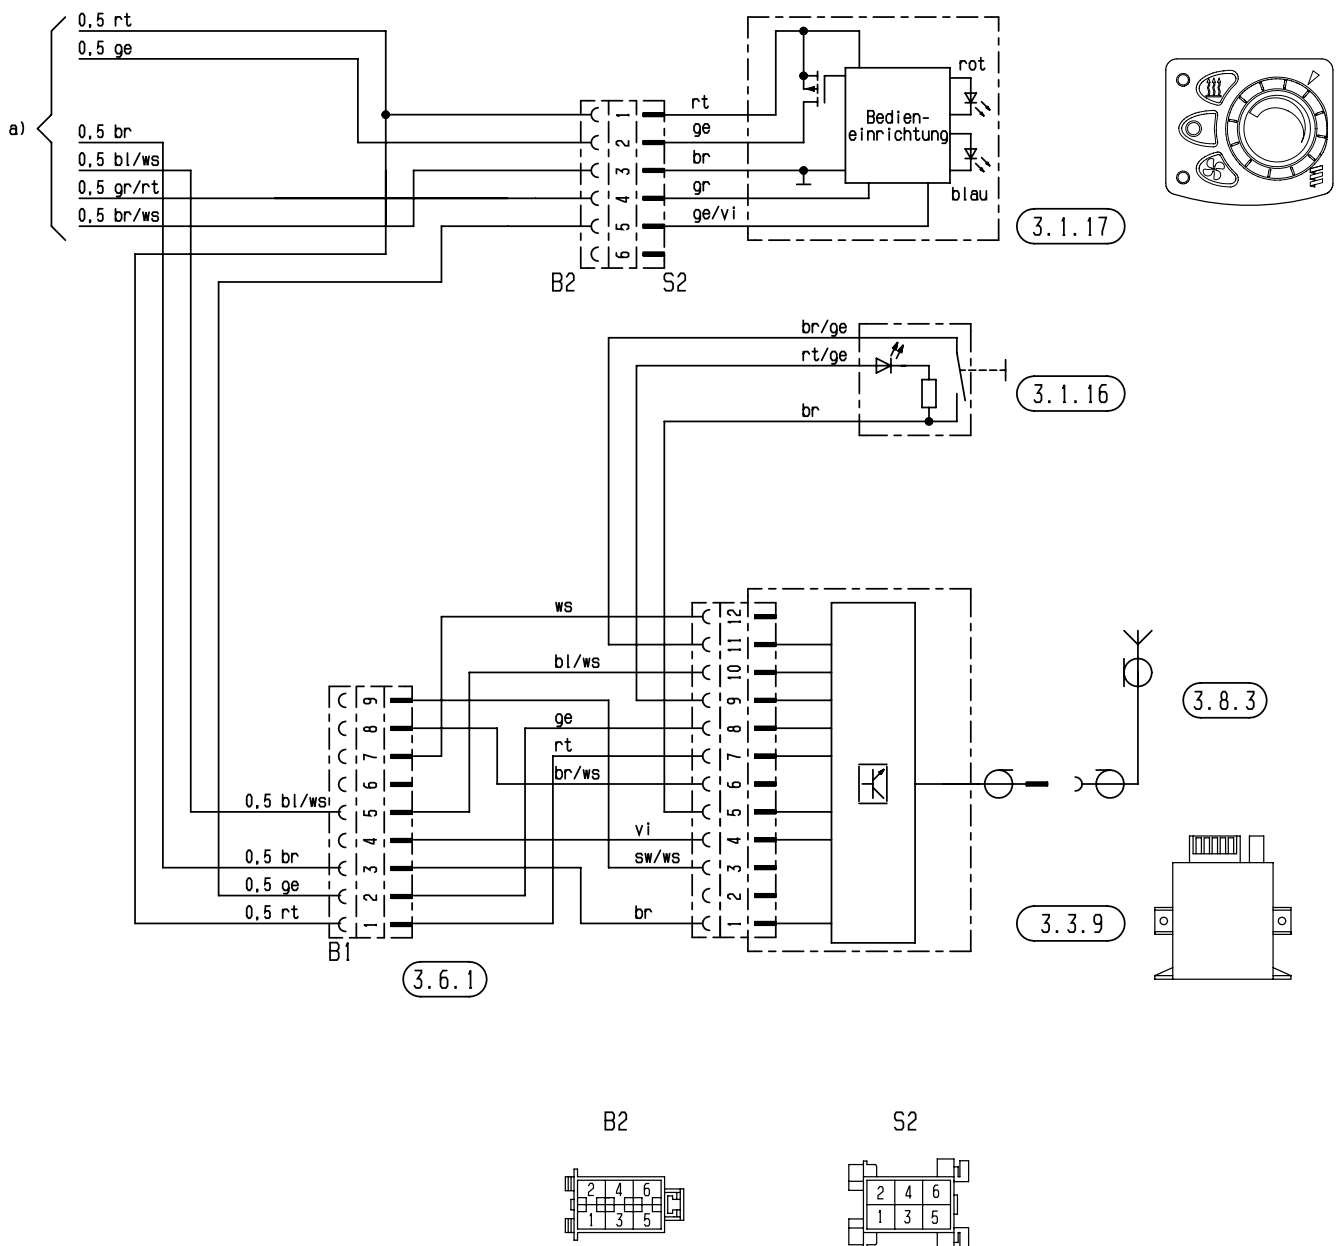 0,5 rt
0,5 ge
a)
0,5 br
0,5 bl/ws
0,5 gr/rt
0,5 br/ws
1
2
3
4
5
6
B2
S2
rt
ge
br
gr
ge/vi
Bedien-
einrichtung
rot
blau
3.1.17
br/ge
rt/ge
br
3.1.16
ws
bl/ws
ge
rt
br/ws
vi
sw/ws
br
12
11
10
9
8
7
6
5
4
3
2
1
3.8.3
3.3.9
9
8
7
6
5
4
3
2
1
0,5 bl/ws
0,5 br
0,5 ge
0,5 rt
B1
3.6.1
B2
2 4 6
1 3 5
S2
2 4 6
1 3 5